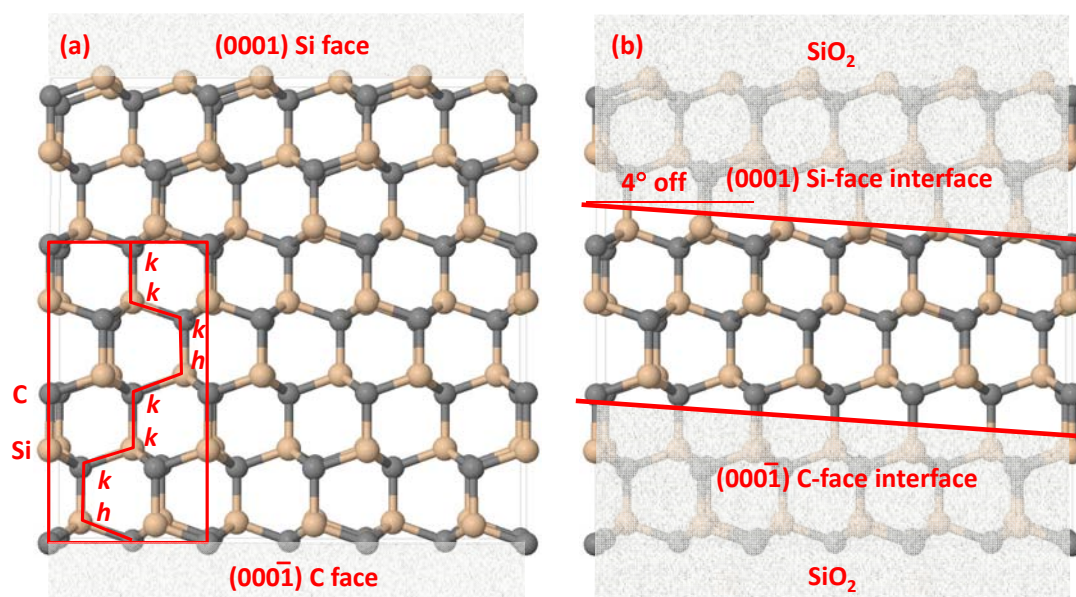 (a)
(0001) Si face
k
k
k
h
C
k
k
Si
k
h
(0001̅) C face
(b)
SiO₂
4° off
(0001) Si-face interface
(0001̅) C-face interface
SiO₂